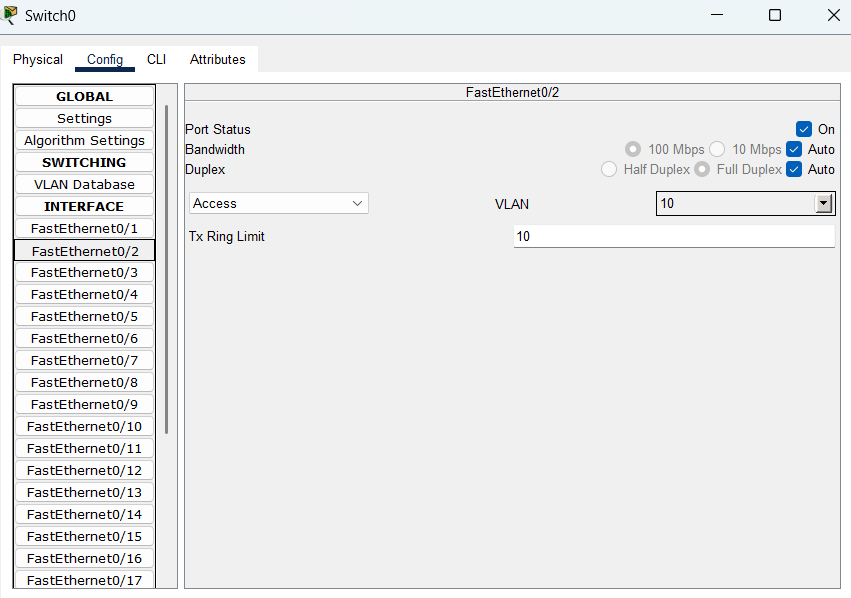 Switch0
Physical Config CLI Attributes
GLOBAL
Settings
Algorithm Settings
SWITCHING
VLAN Database
INTERFACE
FastEthernet0/1
FastEthernet0/2
FastEthernet0/3
FastEthernet0/4
FastEthernet0/5
FastEthernet0/6
FastEthernet0/7
FastEthernet0/8
FastEthernet0/9
FastEthernet0/10
FastEthernet0/11
FastEthernet0/12
FastEthernet0/13
FastEthernet0/14
FastEthernet0/15
FastEthernet0/16
FastEthernet0/17
FastEthernet0/2
Port Status On
Bandwidth 100 Mbps 10 Mbps Auto
Duplex Half Duplex Full Duplex Auto
Access VLAN 10
Tx Ring Limit 10